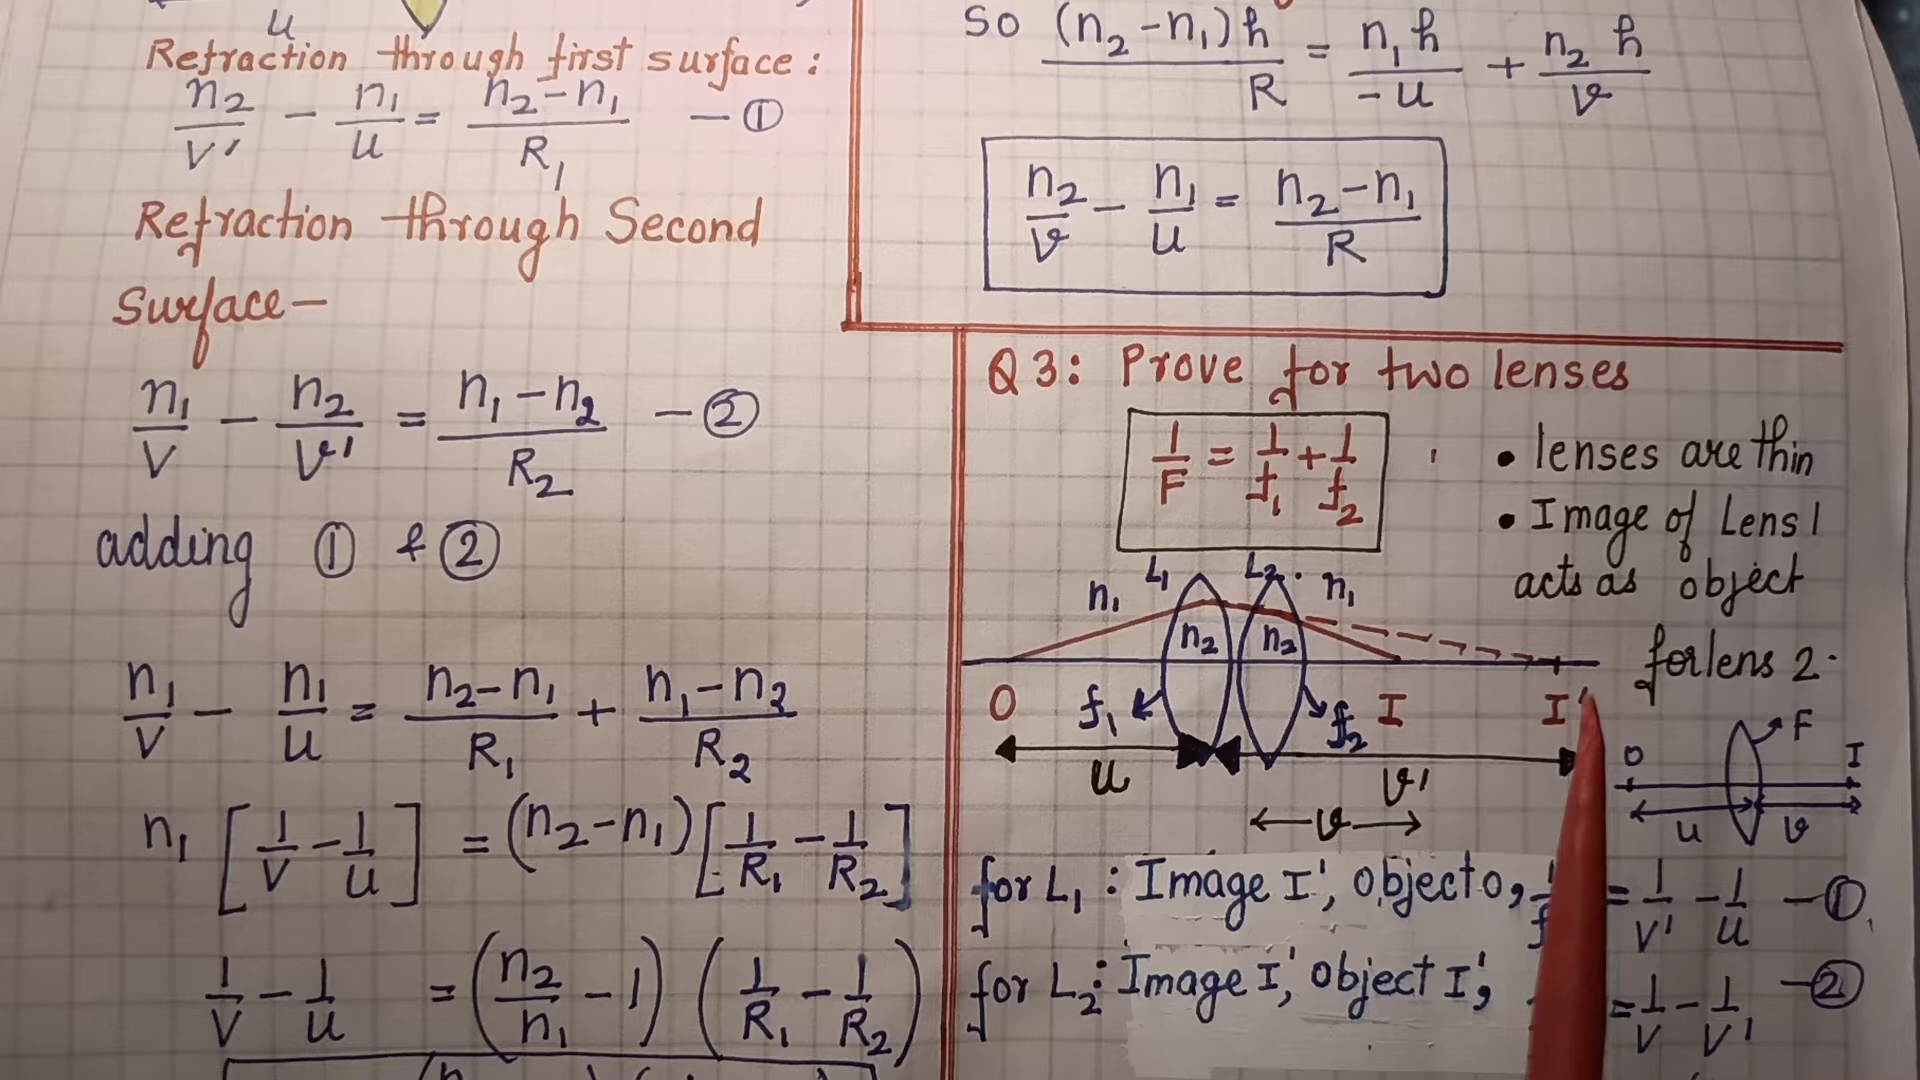 u
Refraction through first surface:
n₂/v' - n₁/u = n₂-n₁/R₁ - ①
Refraction through Second
Surface-
n₁/v - n₂/v' = n₁-n₂/R₂ - ②
adding ① & ②
n₁/v - n₁/u = n₂-n₁/R₁ + n₁-n₂/R₂
n₁ [1/v - 1/u] = (n₂-n₁) [1/R₁ - 1/R₂]
1/v - 1/u = (n₂/n₁ - 1) (1/R₁ - 1/R₂)
So (n₂-n₁)h/R = n₁h/-u + n₂h/v
n₂/v - n₁/u = n₂-n₁/R
Q3: Prove for two lenses
1/F = 1/f₁ + 1/f₂
• lenses are thin
• Image of Lens 1
acts as object
for lens 2.
L₁ L₂
n₁ n₂ n₂ n₁
O f₁ f₂ I I'
u v'
v
F
O I
u v
for L₁: Image I', Object O, = 1/v' - 1/u - ①
for L₂: Image I', Object I', = 1/v - 1/v' - ②